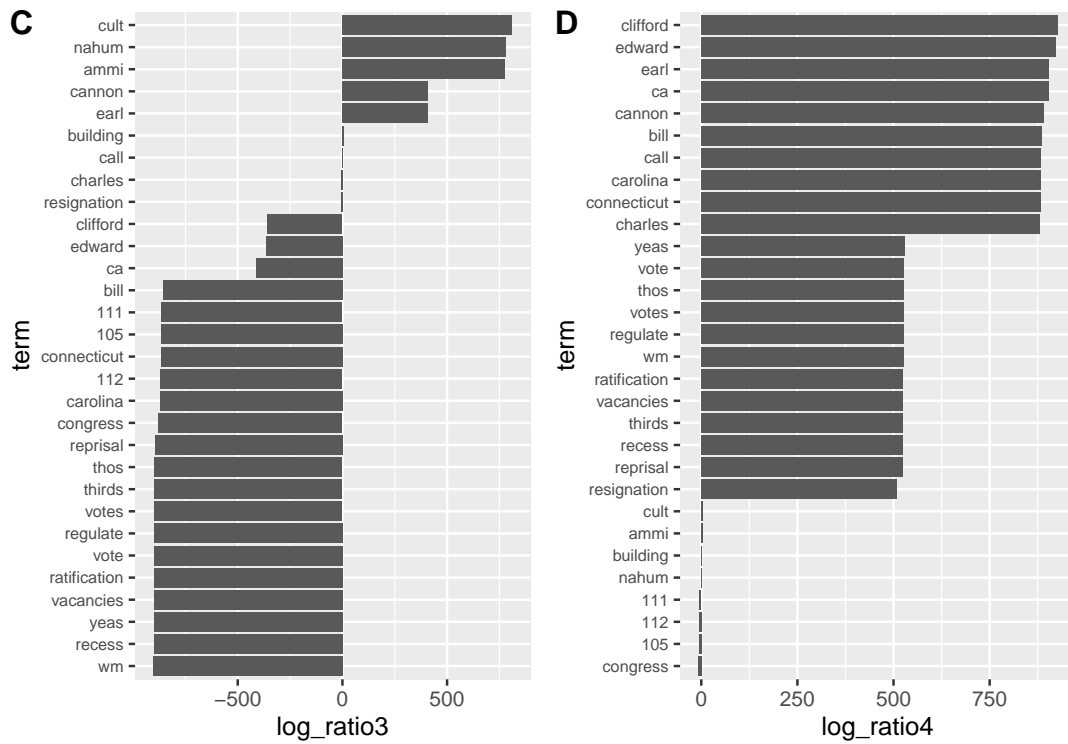 C
cult
nahum
ammi
cannon
earl
building
call
charles
resignation
clifford
edward
ca
bill
111
105
connecticut
112
carolina
congress
reprisal
thos
thirds
votes
regulate
vote
ratification
vacancies
yeas
recess
wm
term
−500 0 500
log_ratio3
D
clifford
edward
earl
ca
cannon
bill
call
carolina
connecticut
charles
yeas
vote
thos
votes
regulate
wm
ratification
vacancies
thirds
recess
reprisal
resignation
cult
ammi
building
nahum
111
112
105
congress
term
0 250 500 750
log_ratio4